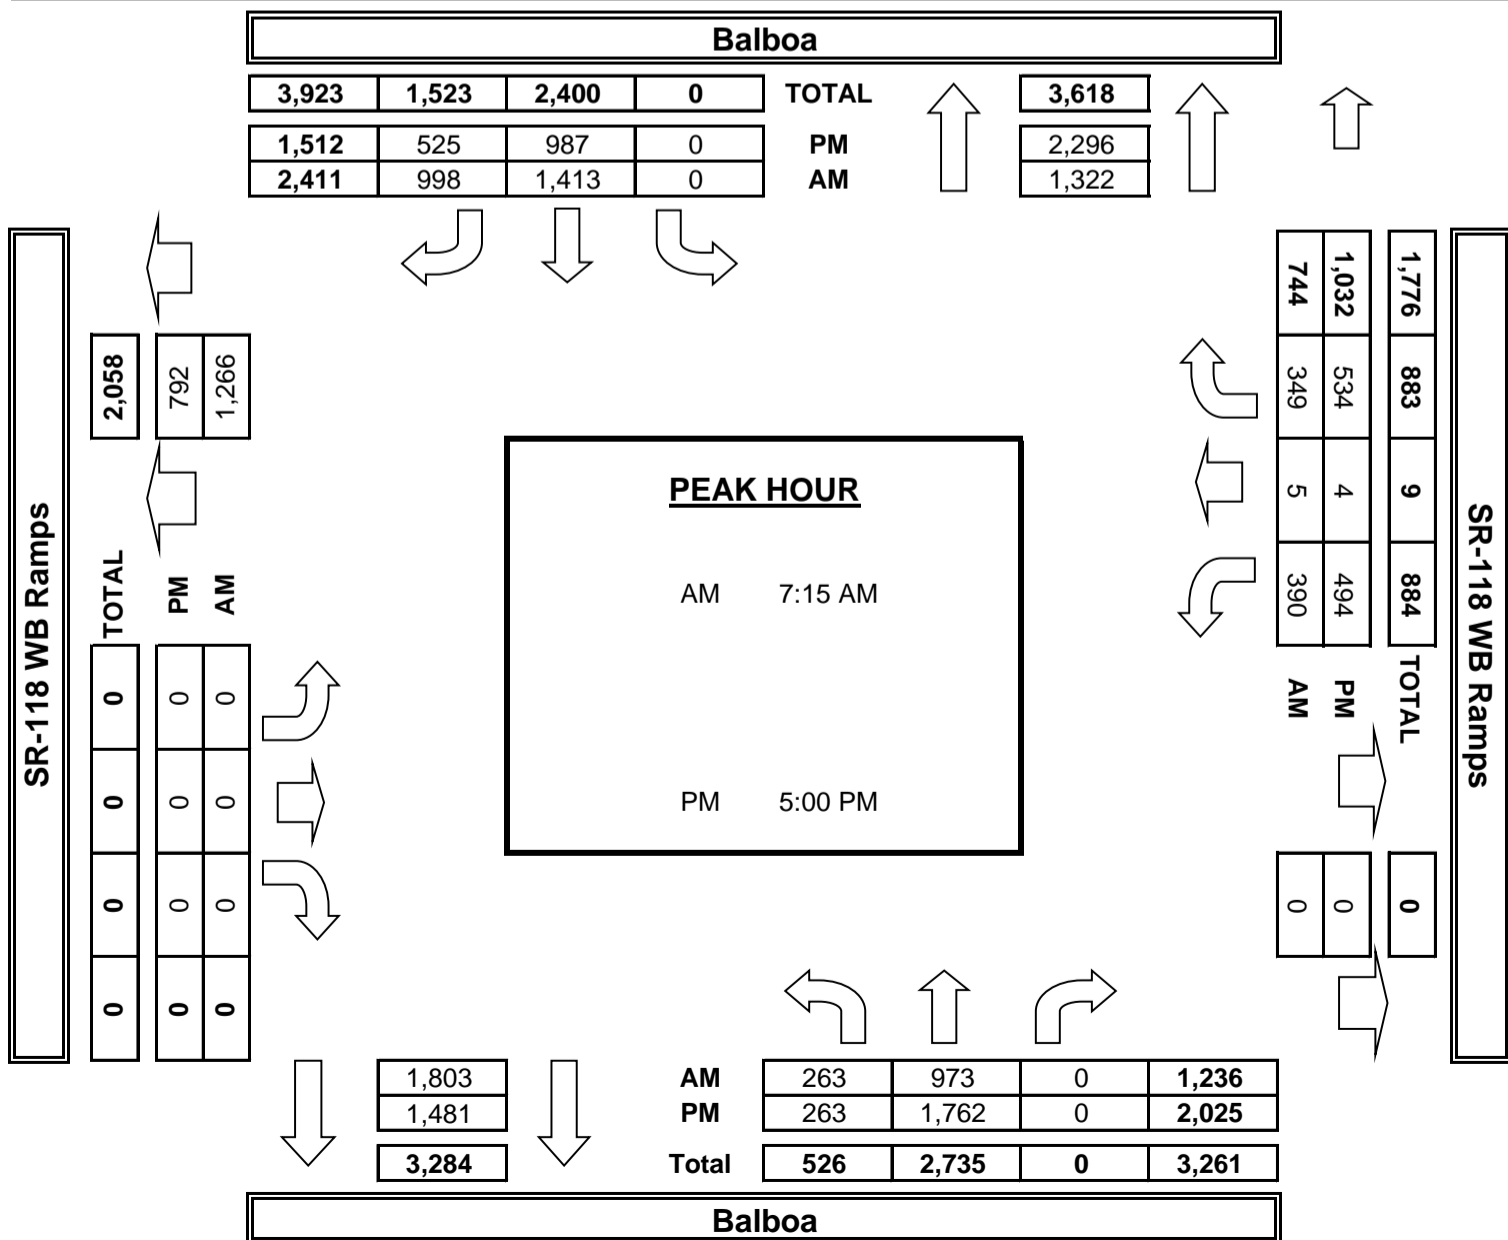 Balboa
3,923 1,523 2,400 0 TOTAL 3,618
1,512 525 987 0 PM 2,296
2,411 998 1,413 0 AM 1,322
SR-118 WB Ramps
2,058 792 1,266
TOTAL PM AM
0 0 0
0 0 0
0 0 0
0 0 0
PEAK HOUR
AM 7:15 AM
PM 5:00 PM
744 1,032 1,776
349 534 883
5 4 9
390 494 884
AM PM TOTAL
0 0 0
SR-118 WB Ramps
1,803 AM 263 973 0 1,236
1,481 PM 263 1,762 0 2,025
3,284 Total 526 2,735 0 3,261
Balboa